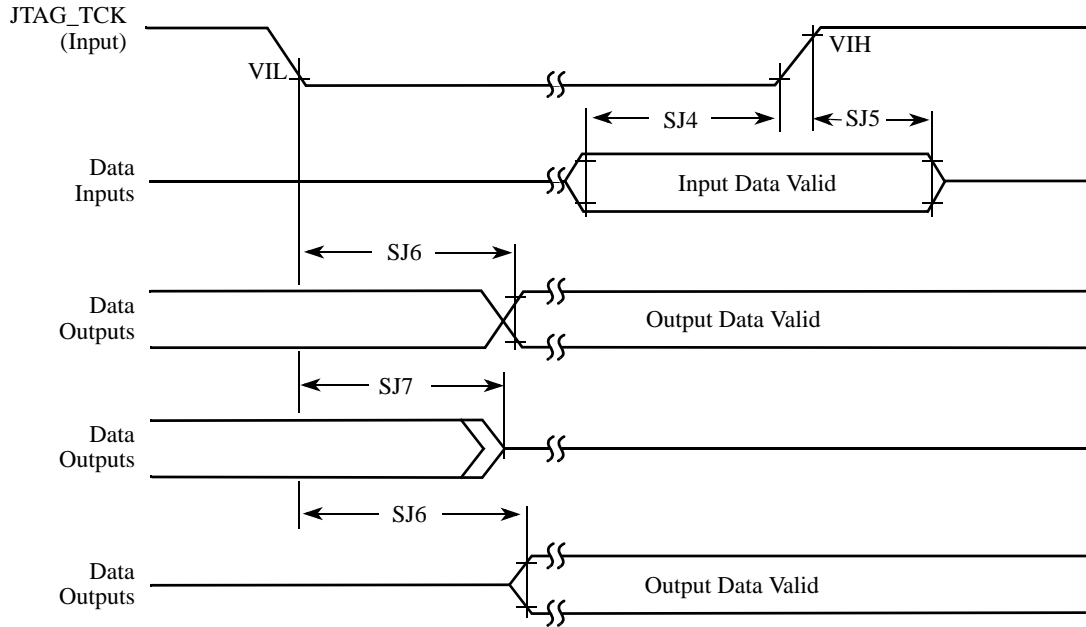 JTAG_TCK
(Input)
VIL
VIH
SJ4
SJ5
Data
Inputs
Input Data Valid
SJ6
Data
Outputs
Output Data Valid
SJ7
Data
Outputs
SJ6
Data
Outputs
Output Data Valid